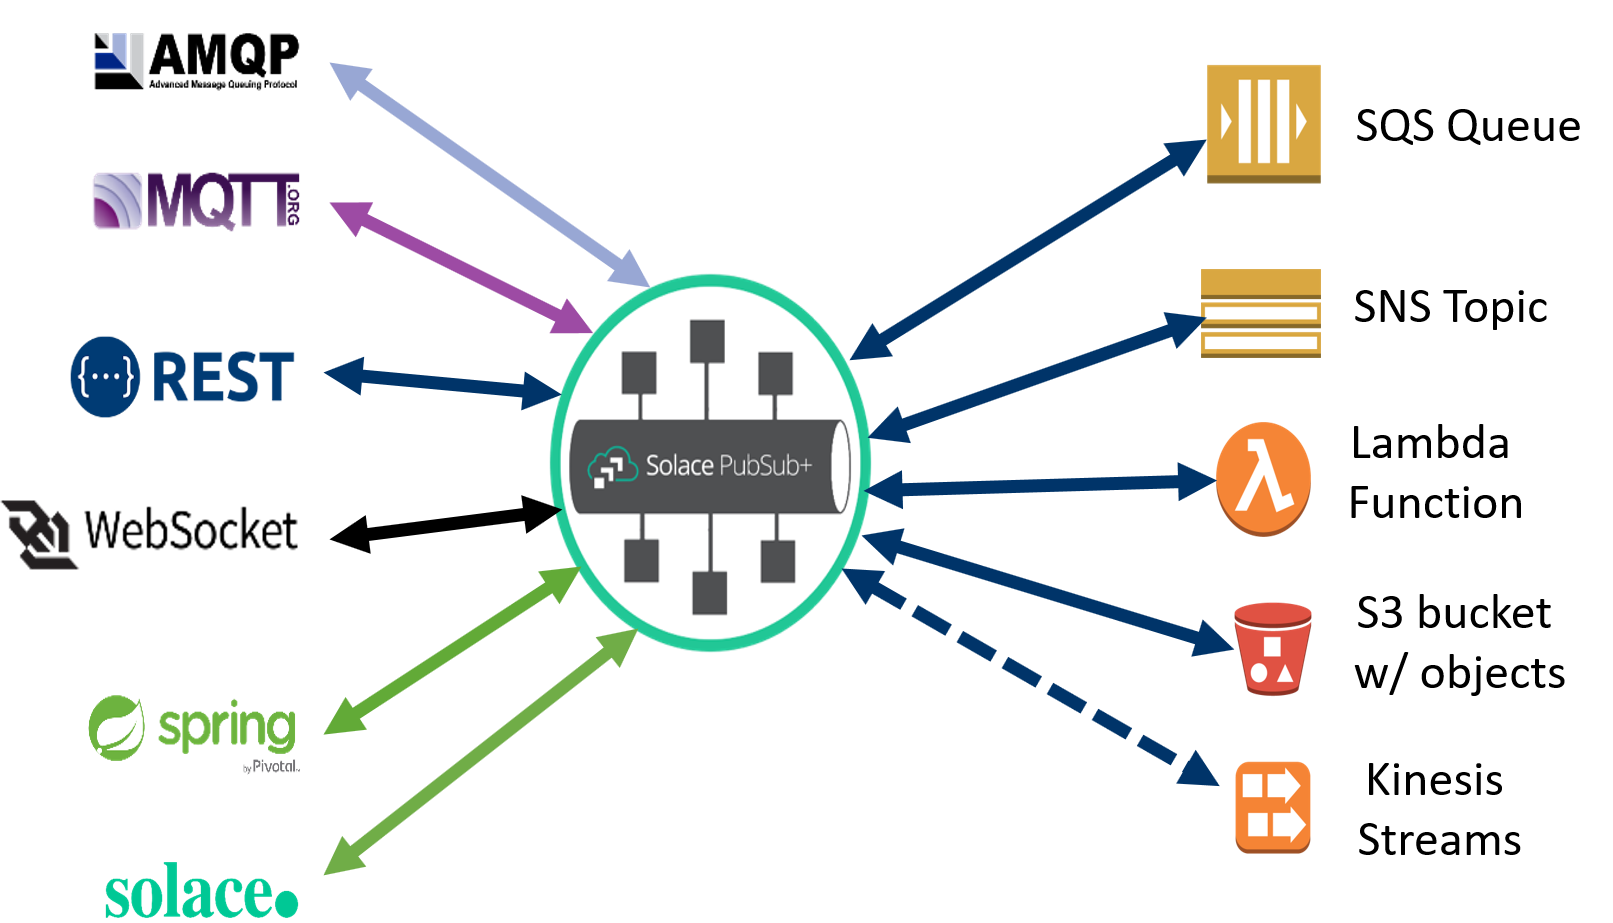 AMQP
Advanced Message Queuing Protocol
MQTT
.ORG
{...} REST
WebSocket
spring
by Pivotal™
solace.
Solace PubSub+
SQS Queue
SNS Topic
λ
Lambda
Function
S3 bucket
w/ objects
Kinesis
Streams